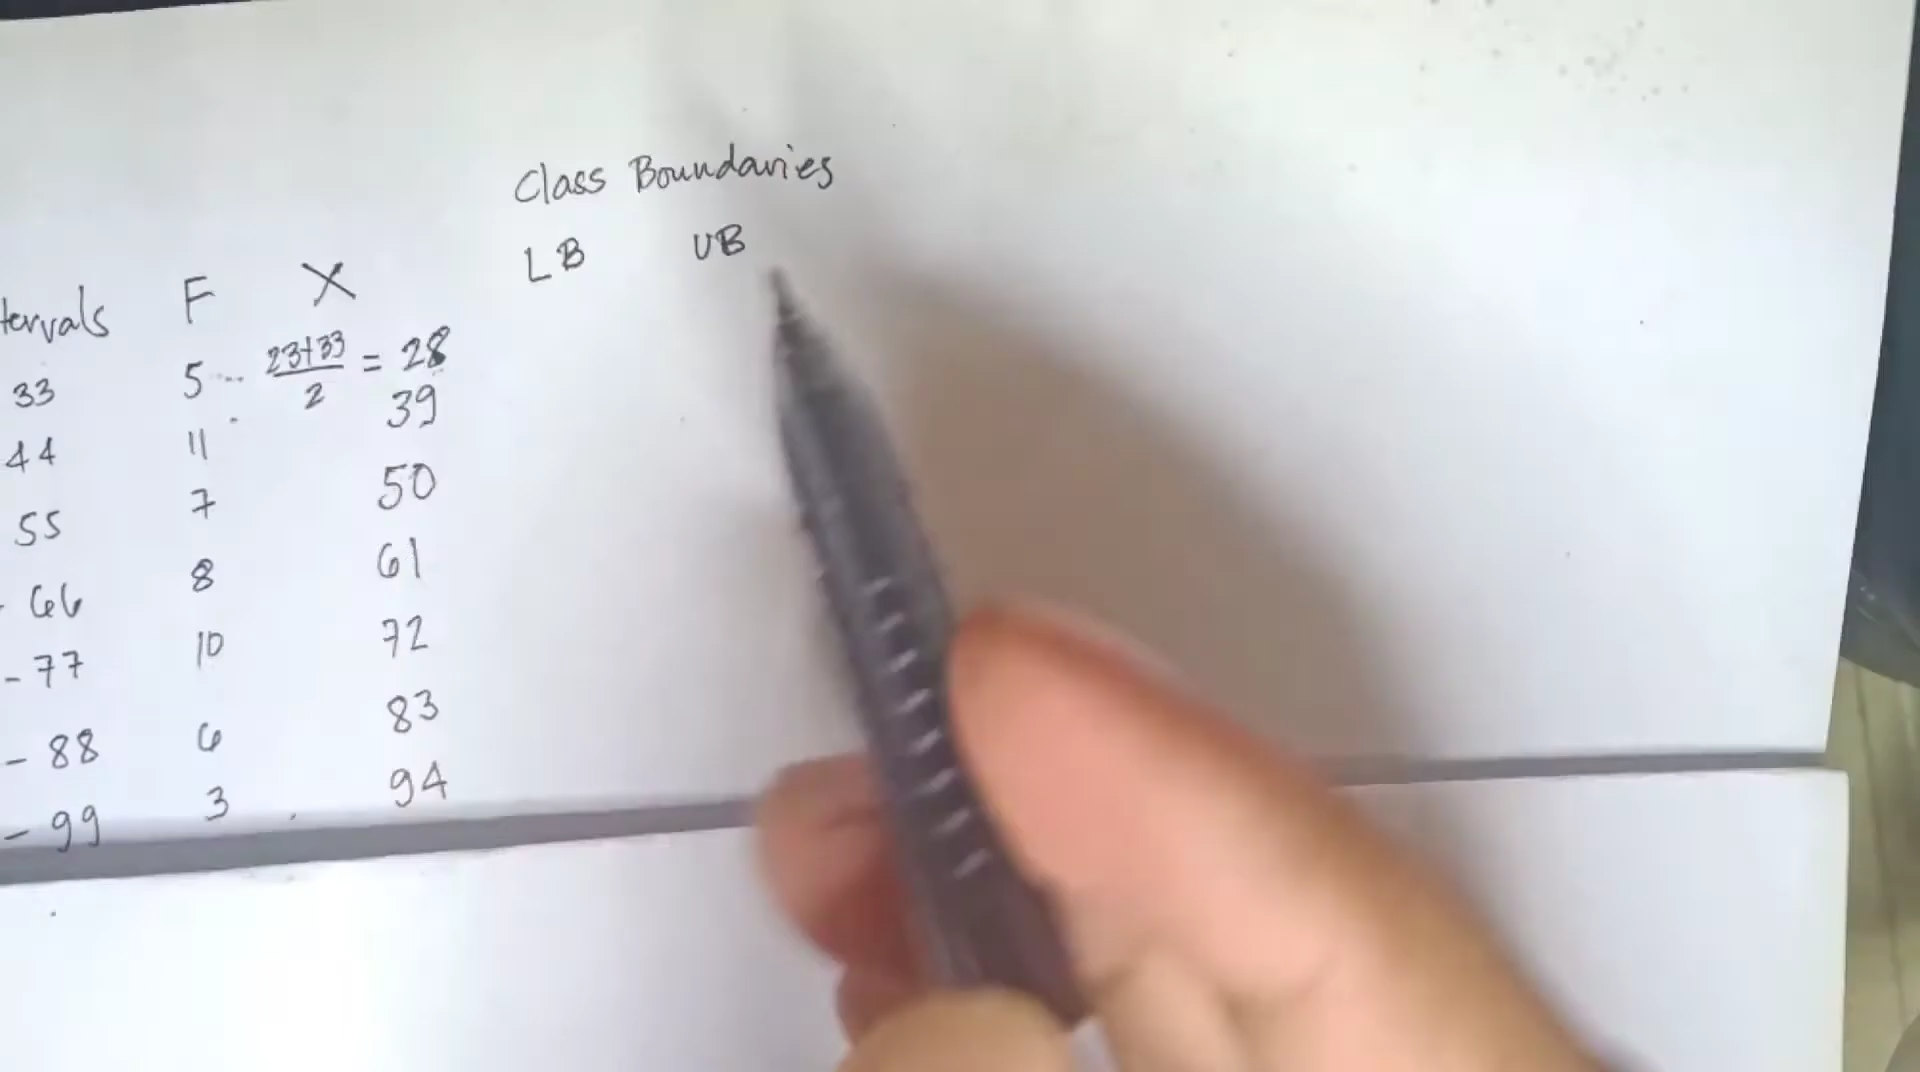 Class Boundaries
LB UB
tervals F X
33 5 23+33/2 = 28
44 11 39
55 7 50
66 8 61
- 77 10 72
- 88 6 83
- 99 3 94